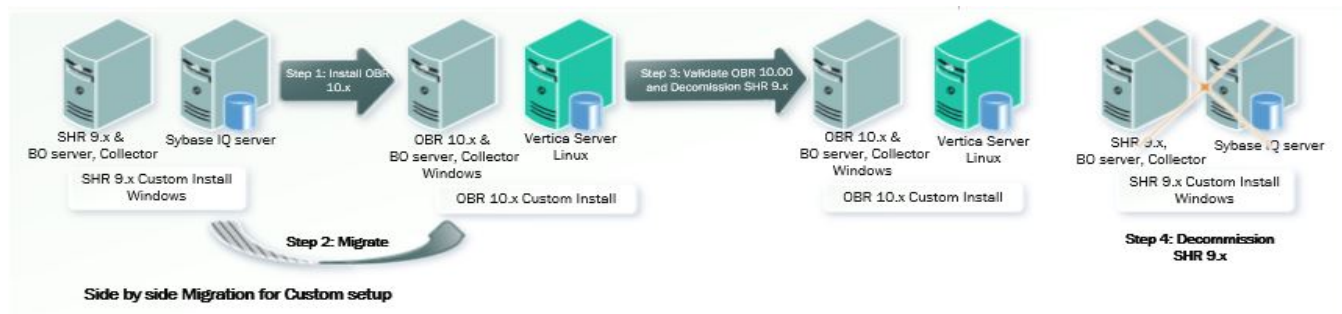 Step 1: Install OBR
10.x
Step 3: Validate OBR 10.00
and Decomission SHR 9.x
SHR 9.x &
BO server, Collector
Sybase IQ server
SHR 9.x Custom Install
Windows
OBR 10.x &
BO server, Collector
Windows
Vertica Server
Linux
OBR 10.x Custom Install
OBR 10.x &
BO server, Collector
Windows
Vertica Server
Linux
OBR 10.x Custom Install
SHR 9.x,
BO server, Collector
Sybase IQ server
SHR 9.x Custom Install
Windows
Step 2: Migrate
Step 4: Decommission
SHR 9.x
Side by side Migration for Custom setup